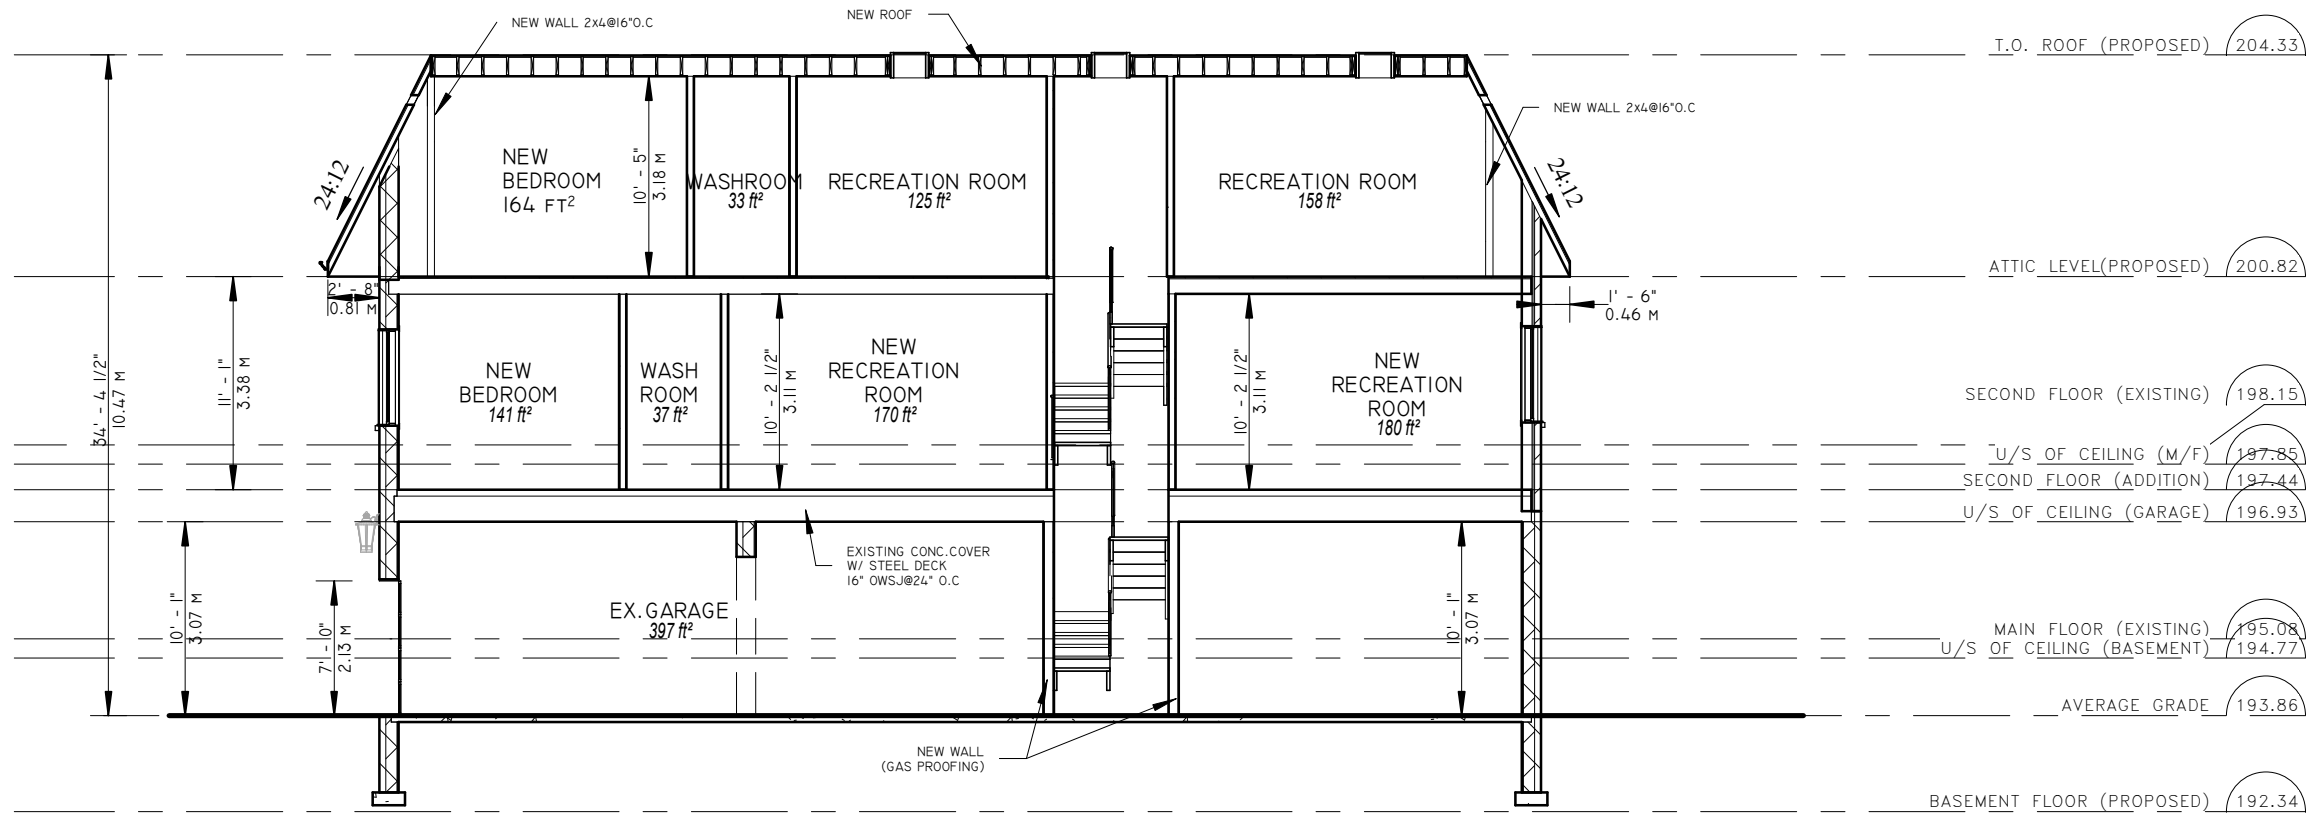 NEW WALL 2x4@16"O.C
NEW ROOF
T.O. ROOF (PROPOSED) 204.33
NEW WALL 2x4@16"O.C
24:12
NEW
BEDROOM
164 FT²
10' - 5"
3.18 M
WASHROOM
33 ft²
RECREATION ROOM
125 ft²
RECREATION ROOM
158 ft²
24:12
ATTIC LEVEL(PROPOSED) 200.82
2' - 8"
0.81 M
1' - 6"
0.46 M
34' - 4 1/2"
10.47 M
11' - 1"
3.38 M
NEW
BEDROOM
141 ft²
WASH
ROOM
37 ft²
10' - 2 1/2"
3.11 M
NEW
RECREATION
ROOM
170 ft²
10' - 2 1/2"
3.11 M
NEW
RECREATION
ROOM
180 ft²
SECOND FLOOR (EXISTING) 198.15
U/S OF CEILING (M/F) 197.85
SECOND FLOOR (ADDITION) 197.44
U/S OF CEILING (GARAGE) 196.93
EXISTING CONC.COVER
W/ STEEL DECK
16" OWSJ@24" O.C
10' - 1"
3.07 M
7' - 0"
2.13 M
EX.GARAGE
397 ft²
10' - 1"
3.07 M
MAIN FLOOR (EXISTING) 195.08
U/S OF CEILING (BASEMENT) 194.77
AVERAGE GRADE 193.86
NEW WALL
(GAS PROOFING)
BASEMENT FLOOR (PROPOSED) 192.34